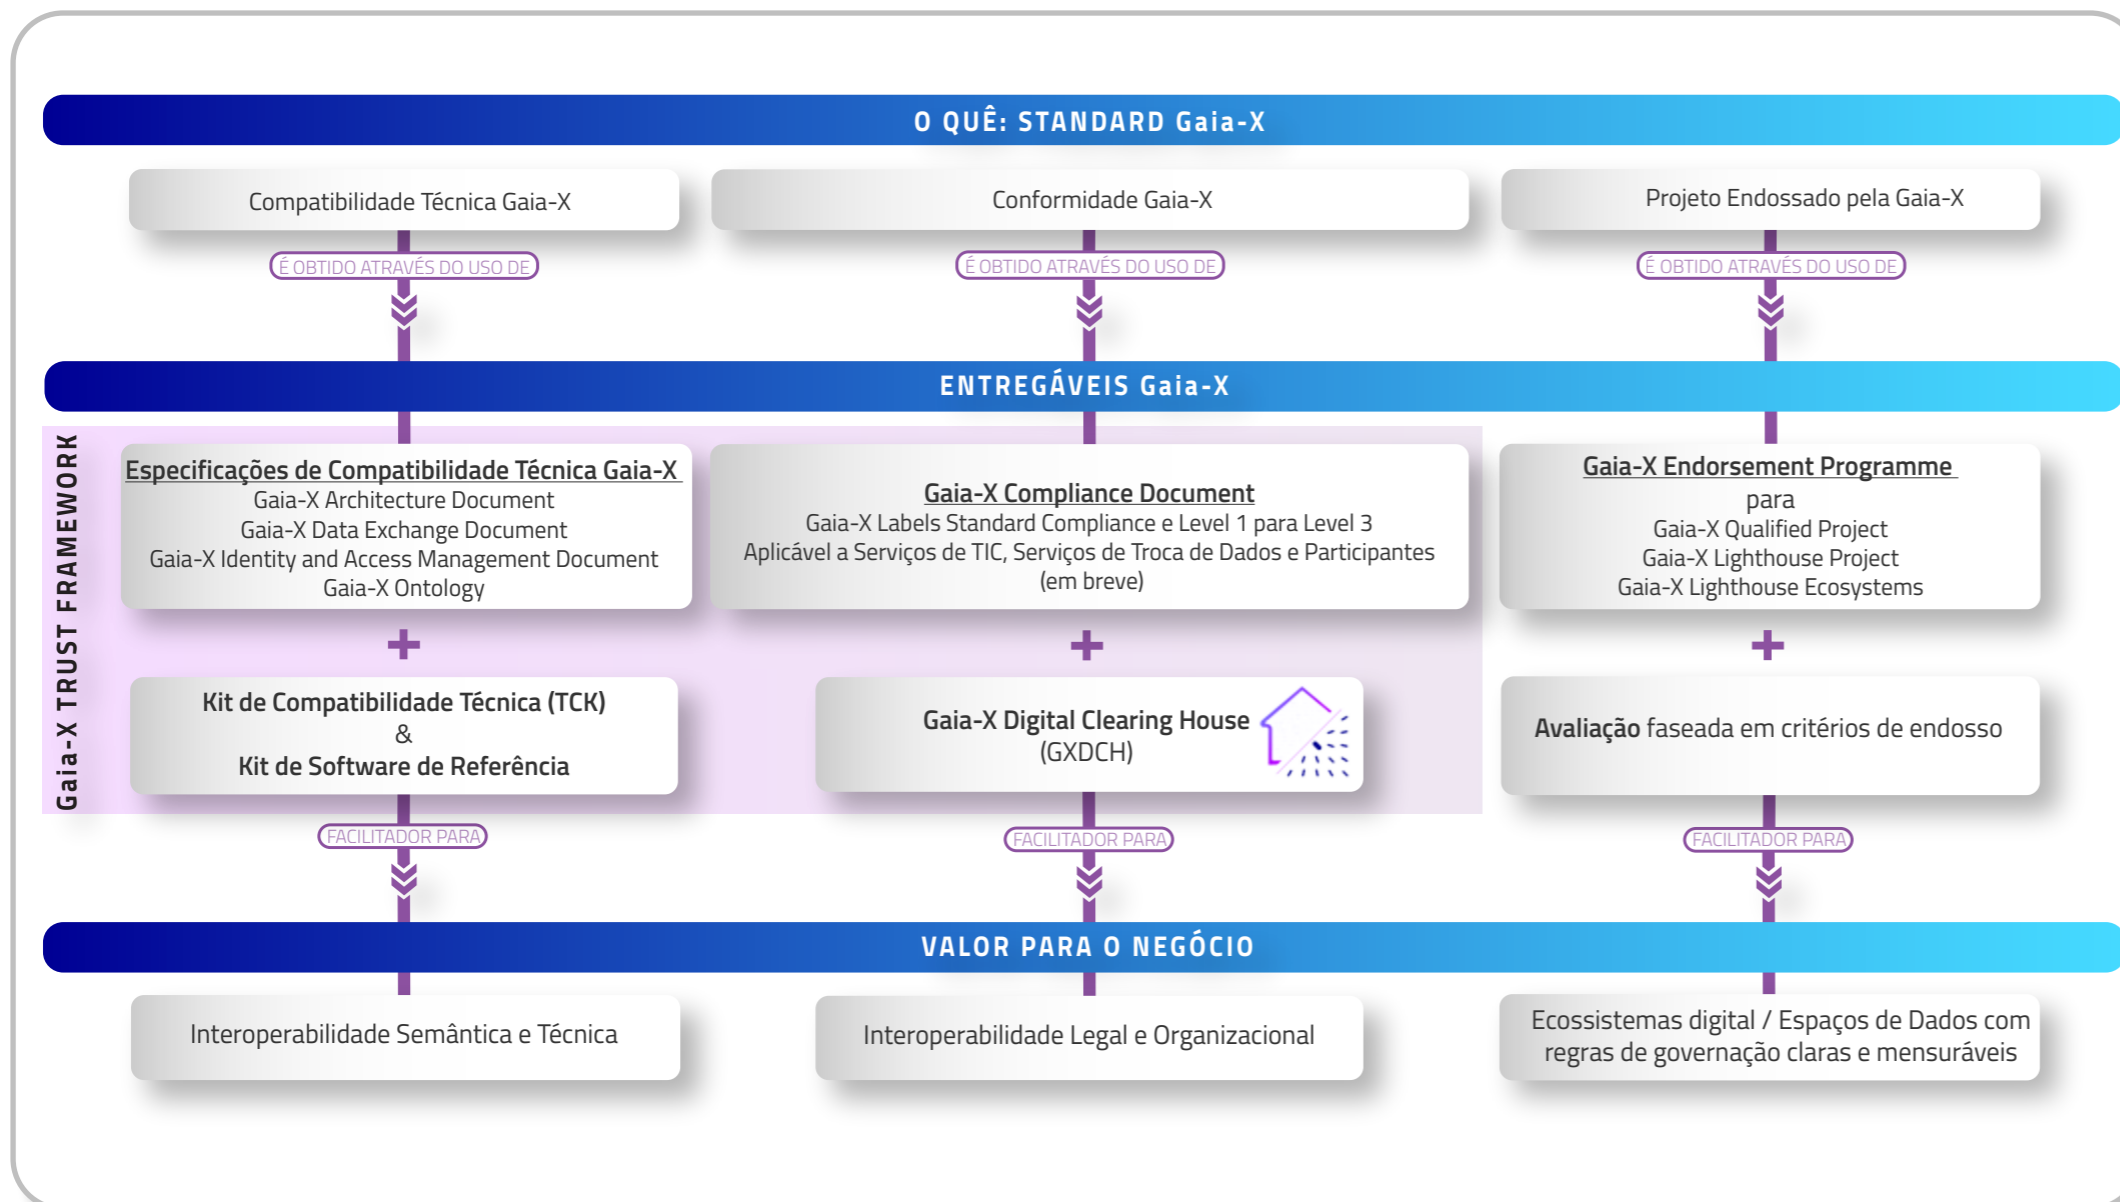 O QUÊ: STANDARD Gaia-X
Compatibilidade Técnica Gaia-X
Conformidade Gaia-X
Projeto Endossado pela Gaia-X
É OBTIDO ATRAVÉS DO USO DE
É OBTIDO ATRAVÉS DO USO DE
É OBTIDO ATRAVÉS DO USO DE
ENTREGÁVEIS Gaia-X
Gaia-X TRUST FRAMEWORK
Especificações de Compatibilidade Técnica Gaia-X
Gaia-X Architecture Document
Gaia-X Data Exchange Document
Gaia-X Identity and Access Management Document
Gaia-X Ontology
Gaia-X Compliance Document
Gaia-X Labels Standard Compliance e Level 1 para Level 3
Aplicável a Serviços de TIC, Serviços de Troca de Dados e Participantes
(em breve)
Gaia-X Endorsement Programme
para
Gaia-X Qualified Project
Gaia-X Lighthouse Project
Gaia-X Lighthouse Ecosystems
+
+
+
Kit de Compatibilidade Técnica (TCK)
&
Kit de Software de Referência
Gaia-X Digital Clearing House
(GXDCH)
Avaliação faseada em critérios de endosso
FACILITADOR PARA
FACILITADOR PARA
FACILITADOR PARA
VALOR PARA O NEGÓCIO
Interoperabilidade Semântica e Técnica
Interoperabilidade Legal e Organizacional
Ecossistemas digital / Espaços de Dados com
regras de governação claras e mensuráveis